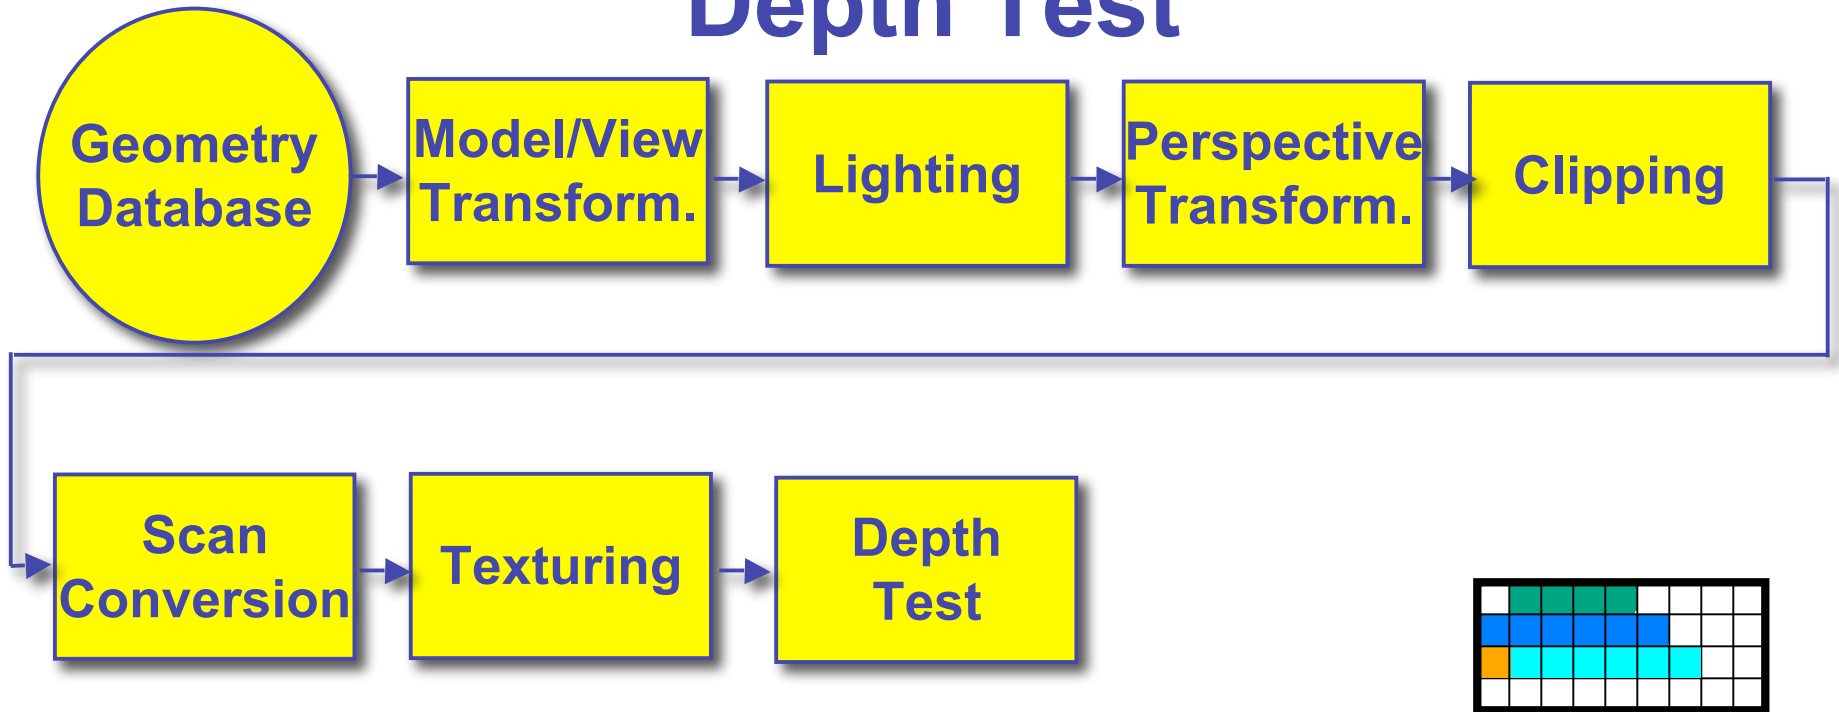 Depth Test
Geometry
Database
Model/View
Transform.
Lighting
Perspective
Transform.
Clipping
Scan
Conversion
Texturing
Depth
Test